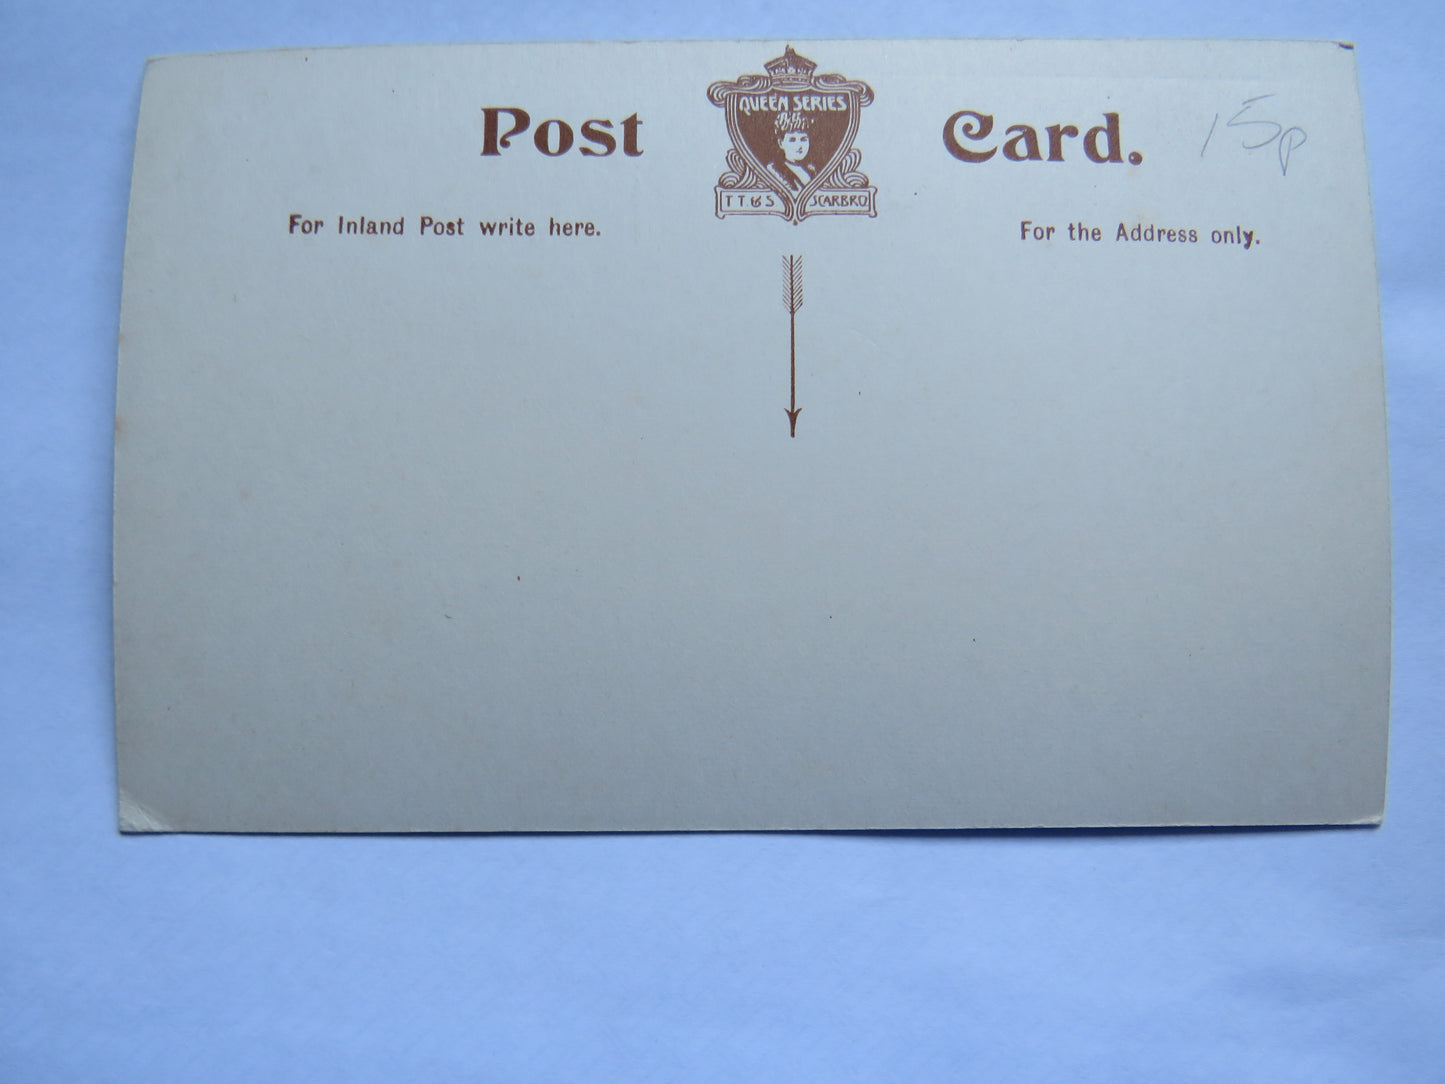 Post Card. 15p
QUEEN SERIES
T T. & S SCARBRO
For Inland Post write here. For the Address only.